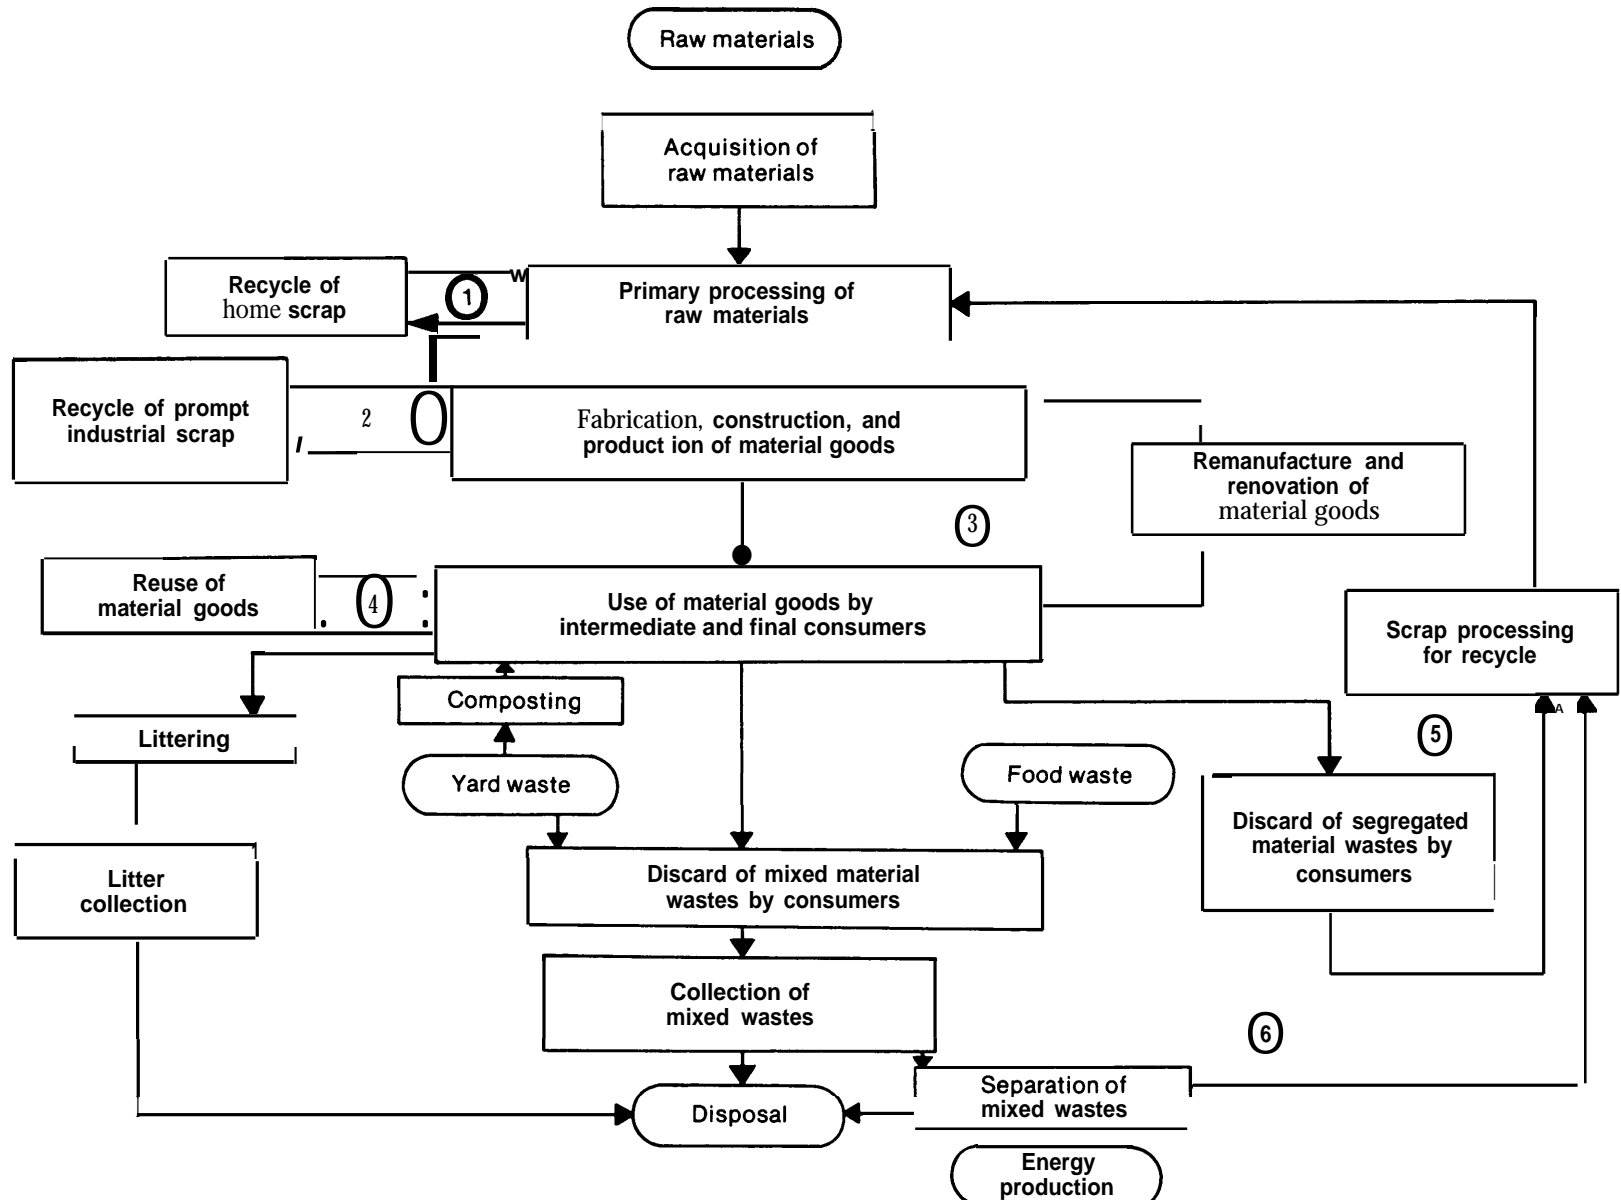 Raw materials
Acquisition of
raw materials
Recycle of
home scrap
W
1
Primary processing of
raw materials
Recycle of prompt
industrial scrap
2
Fabrication, construction, and
product ion of material goods
Remanufacture and
renovation of
material goods
3
Reuse of
material goods
4
Use of material goods by
intermediate and final consumers
Scrap processing
for recycle
Composting
A
Littering
5
Yard waste
Food waste
Discard of segregated
material wastes by
consumers
Litter
collection
Discard of mixed material
wastes by consumers
Collection of
mixed wastes
6
Separation of
mixed wastes
Disposal
Energy
production